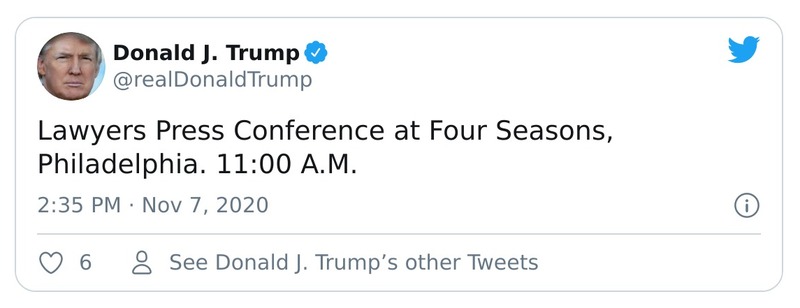 Donald J. Trump
@realDonaldTrump
Lawyers Press Conference at Four Seasons,
Philadelphia. 11:00 A.M.
2:35 PM · Nov 7, 2020
6 See Donald J. Trump’s other Tweets